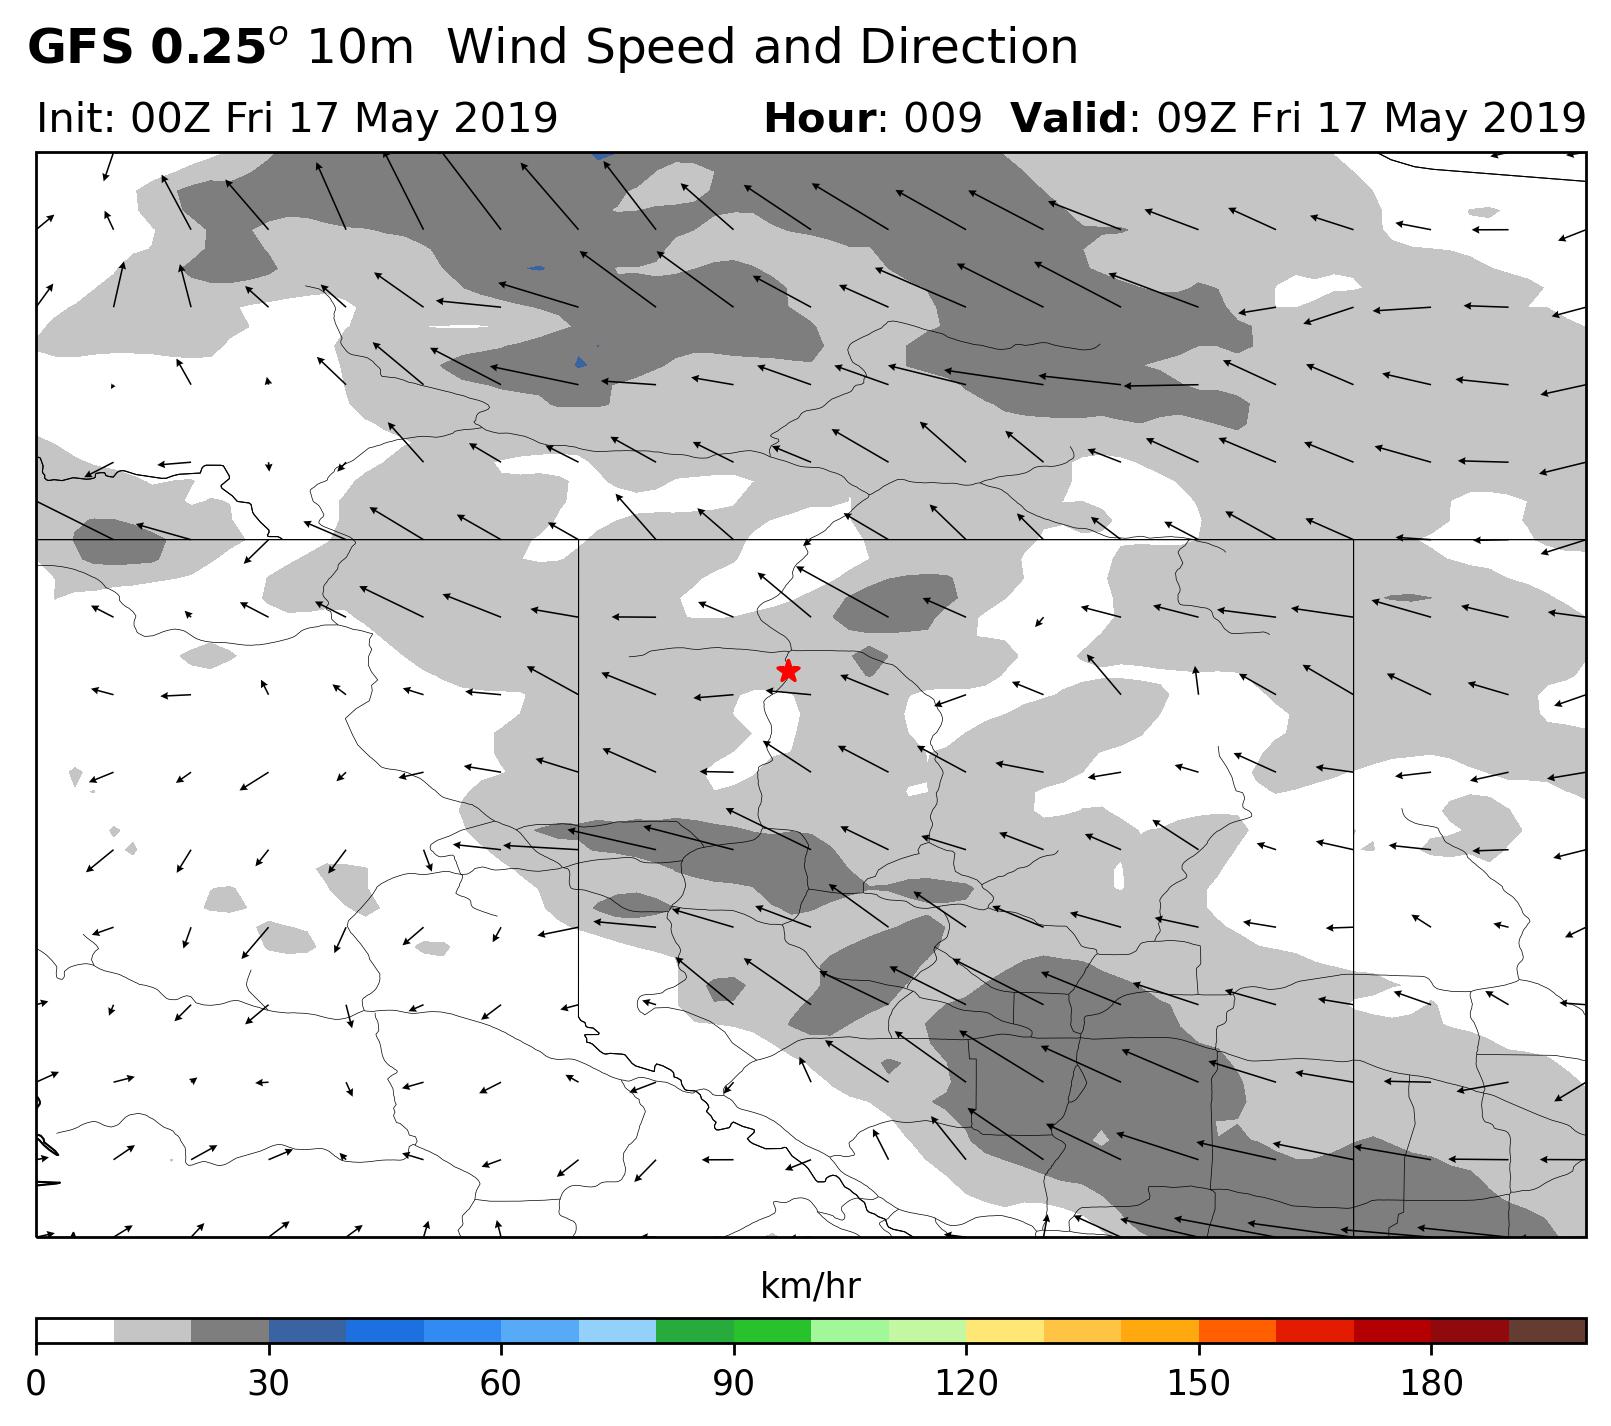 GFS 0.25° 10m Wind Speed and Direction
Init: 00Z Fri 17 May 2019 Hour: 009 Valid: 09Z Fri 17 May 2019
km/hr
0 30 60 90 120 150 180